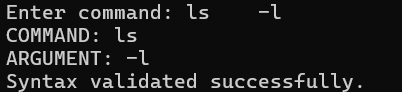 Enter command: ls    -l
COMMAND: ls
ARGUMENT: -l
Syntax validated successfully.